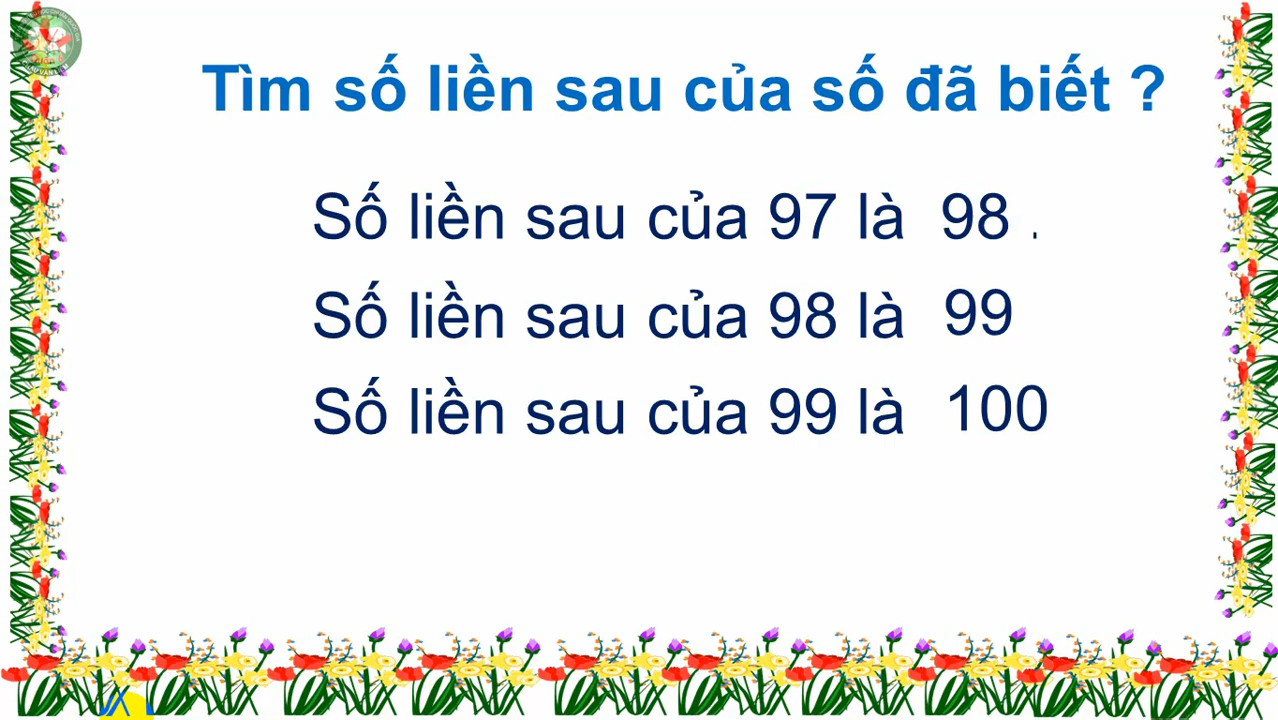 Tìm số liền sau của số đã biết ?
Số liền sau của 97 là 98 .
Số liền sau của 98 là 99
Số liền sau của 99 là 100